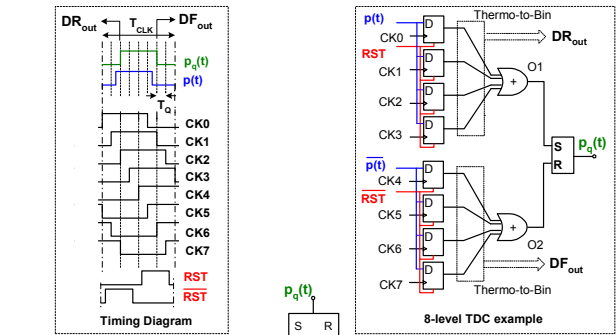 DR_out T_CLK DF_out
p_q(t)
p(t)
T_Q
CK0
CK1
CK2
CK3
CK4
CK5
CK6
CK7
RST
RST
Timing Diagram
p_q(t)
S R
p(t) D Thermo-to-Bin
CK0 DR_out
RST D
CK1 O1
D +
CK2
D
CK3
S p_q(t)
R
p(t) D
CK4
RST D
CK5
D +
CK6 O2
D DF_out
CK7 Thermo-to-Bin
8-level TDC example